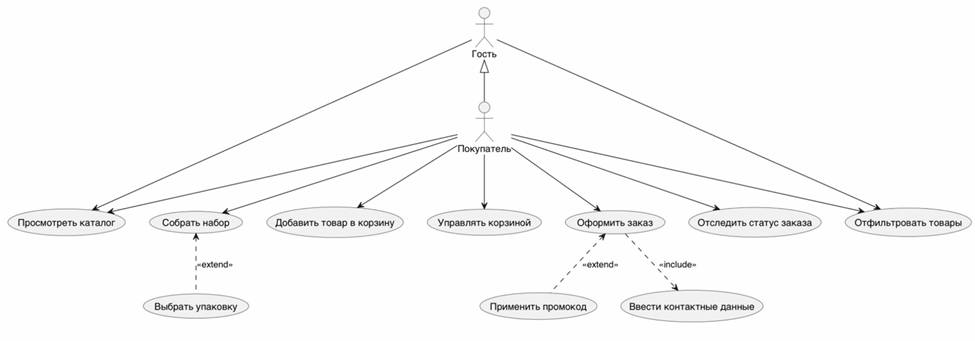 Гость
Покупатель
Просмотреть каталог
Собрать набор
Добавить товар в корзину
Управлять корзиной
Оформить заказ
Отследить статус заказа
Отфильтровать товары
«extend»
«extend»
«include»
Выбрать упаковку
Применить промокод
Ввести контактные данные